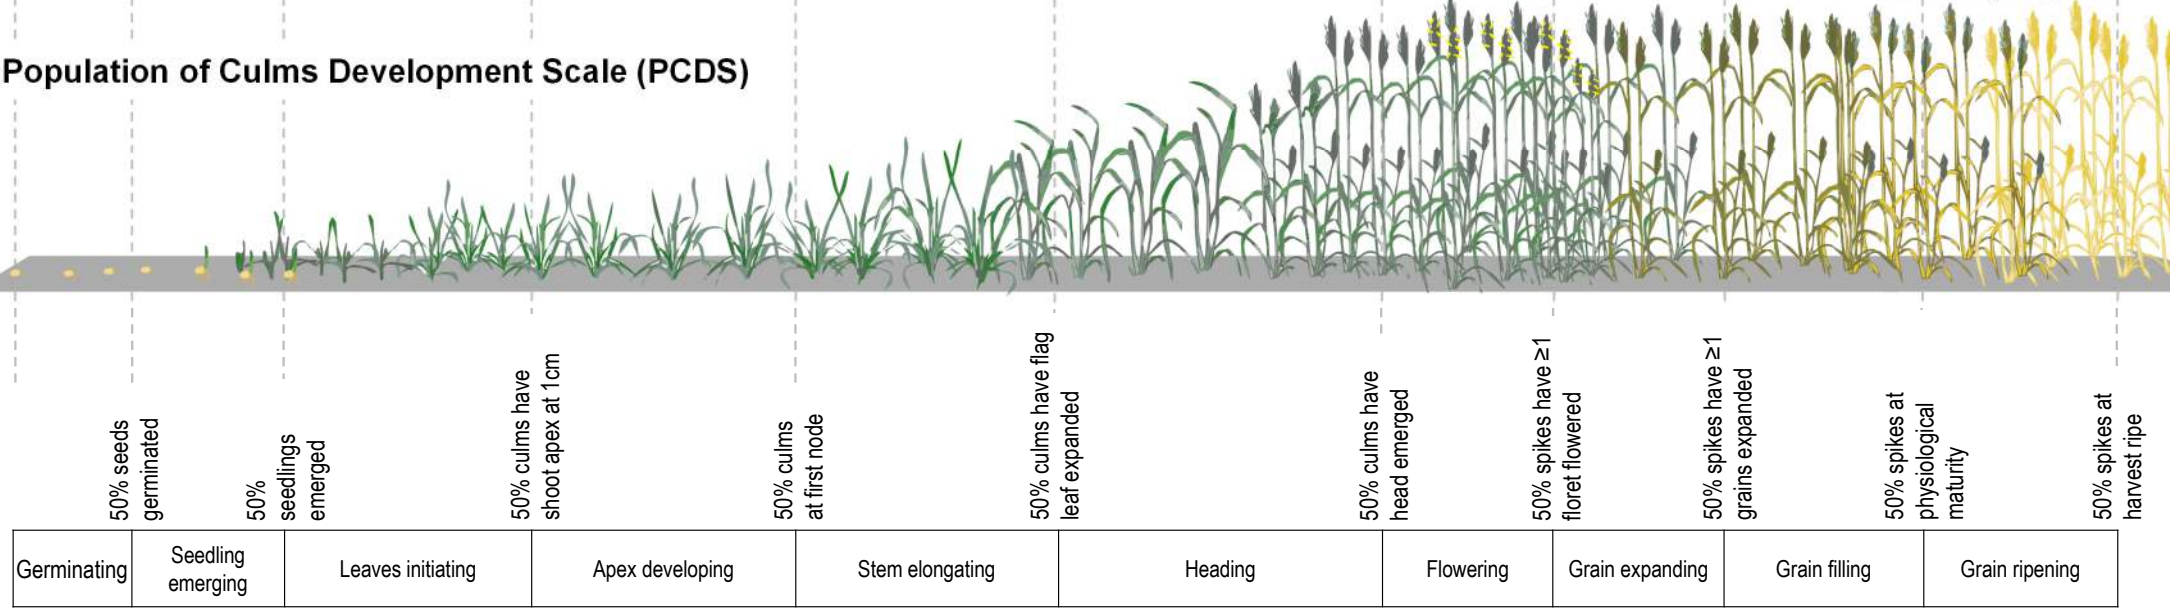 Population of Culms Development Scale (PCDS)
50% seeds
germinated
50%
seedlings
emerged
50% culms have
shoot apex at 1cm
50% culms
at first node
50% culms have flag
leaf expanded
50% culms have
head emerged
50% spikes have ≥1
floret flowered
50% spikes have ≥1
grains expanded
50% spikes at
physiological
maturity
50% spikes at
harvest ripe
Germinating
Seedling
emerging
Leaves initiating
Apex developing
Stem elongating
Heading
Flowering
Grain expanding
Grain filling
Grain ripening